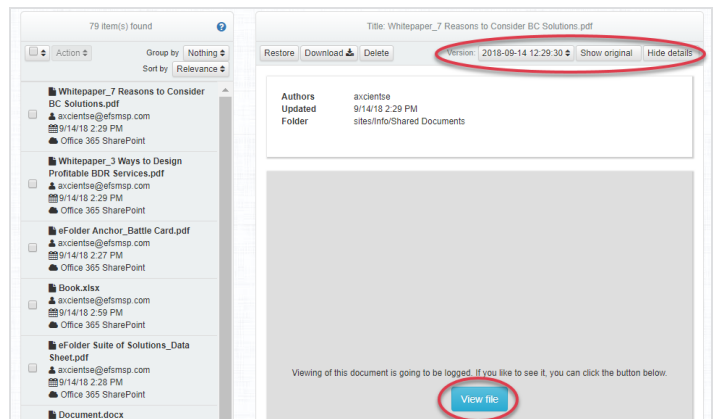 79 item(s) found
Action
Group by Nothing
Sort by Relevance
Whitepaper_7 Reasons to Consider
BC Solutions.pdf
axcientse@efsmsp.com
9/14/18 2:29 PM
Office 365 SharePoint
Whitepaper_3 Ways to Design
Profitable BDR Services.pdf
axcientse@efsmsp.com
9/14/18 2:29 PM
Office 365 SharePoint
eFolder Anchor_Battle Card.pdf
axcientse@efsmsp.com
9/14/18 2:27 PM
Office 365 SharePoint
Book.xlsx
axcientse@efsmsp.com
9/14/18 2:59 PM
Office 365 SharePoint
eFolder Suite of Solutions_Data
Sheet.pdf
axcientse@efsmsp.com
9/14/18 2:28 PM
Office 365 SharePoint
Document.docx
Title: Whitepaper_7 Reasons to Consider BC Solutions.pdf
Restore Download Delete Version: 2018-09-14 12:29:30 Show original Hide details
Authors axcientse
Updated 9/14/18 2:29 PM
Folder sites/Info/Shared Documents
Viewing of this document is going to be logged. If you like to see it, you can click the button below.
View file